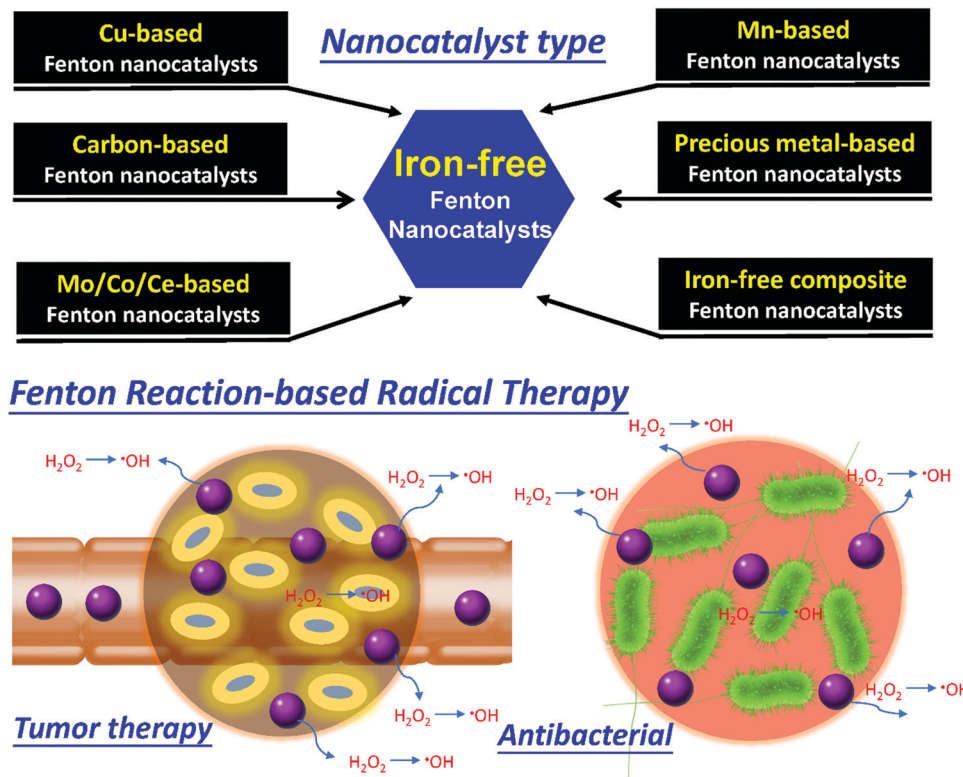 Nanocatalyst type
Cu-based
Fenton nanocatalysts
Mn-based
Fenton nanocatalysts
Carbon-based
Fenton nanocatalysts
Precious metal-based
Fenton nanocatalysts
Mo/Co/Ce-based
Fenton nanocatalysts
Iron-free composite
Fenton nanocatalysts
Iron-free
Fenton
Nanocatalysts
Fenton Reaction-based Radical Therapy
H₂O₂ → •OH
H₂O₂ → •OH
H₂O₂ → •OH
H₂O₂ → •OH
H₂O₂ → •OH
Tumor therapy
H₂O₂ → •OH
H₂O₂ → •OH
H₂O₂ → •OH
H₂O₂ → •OH
H₂O₂ → •OH
Antibacterial